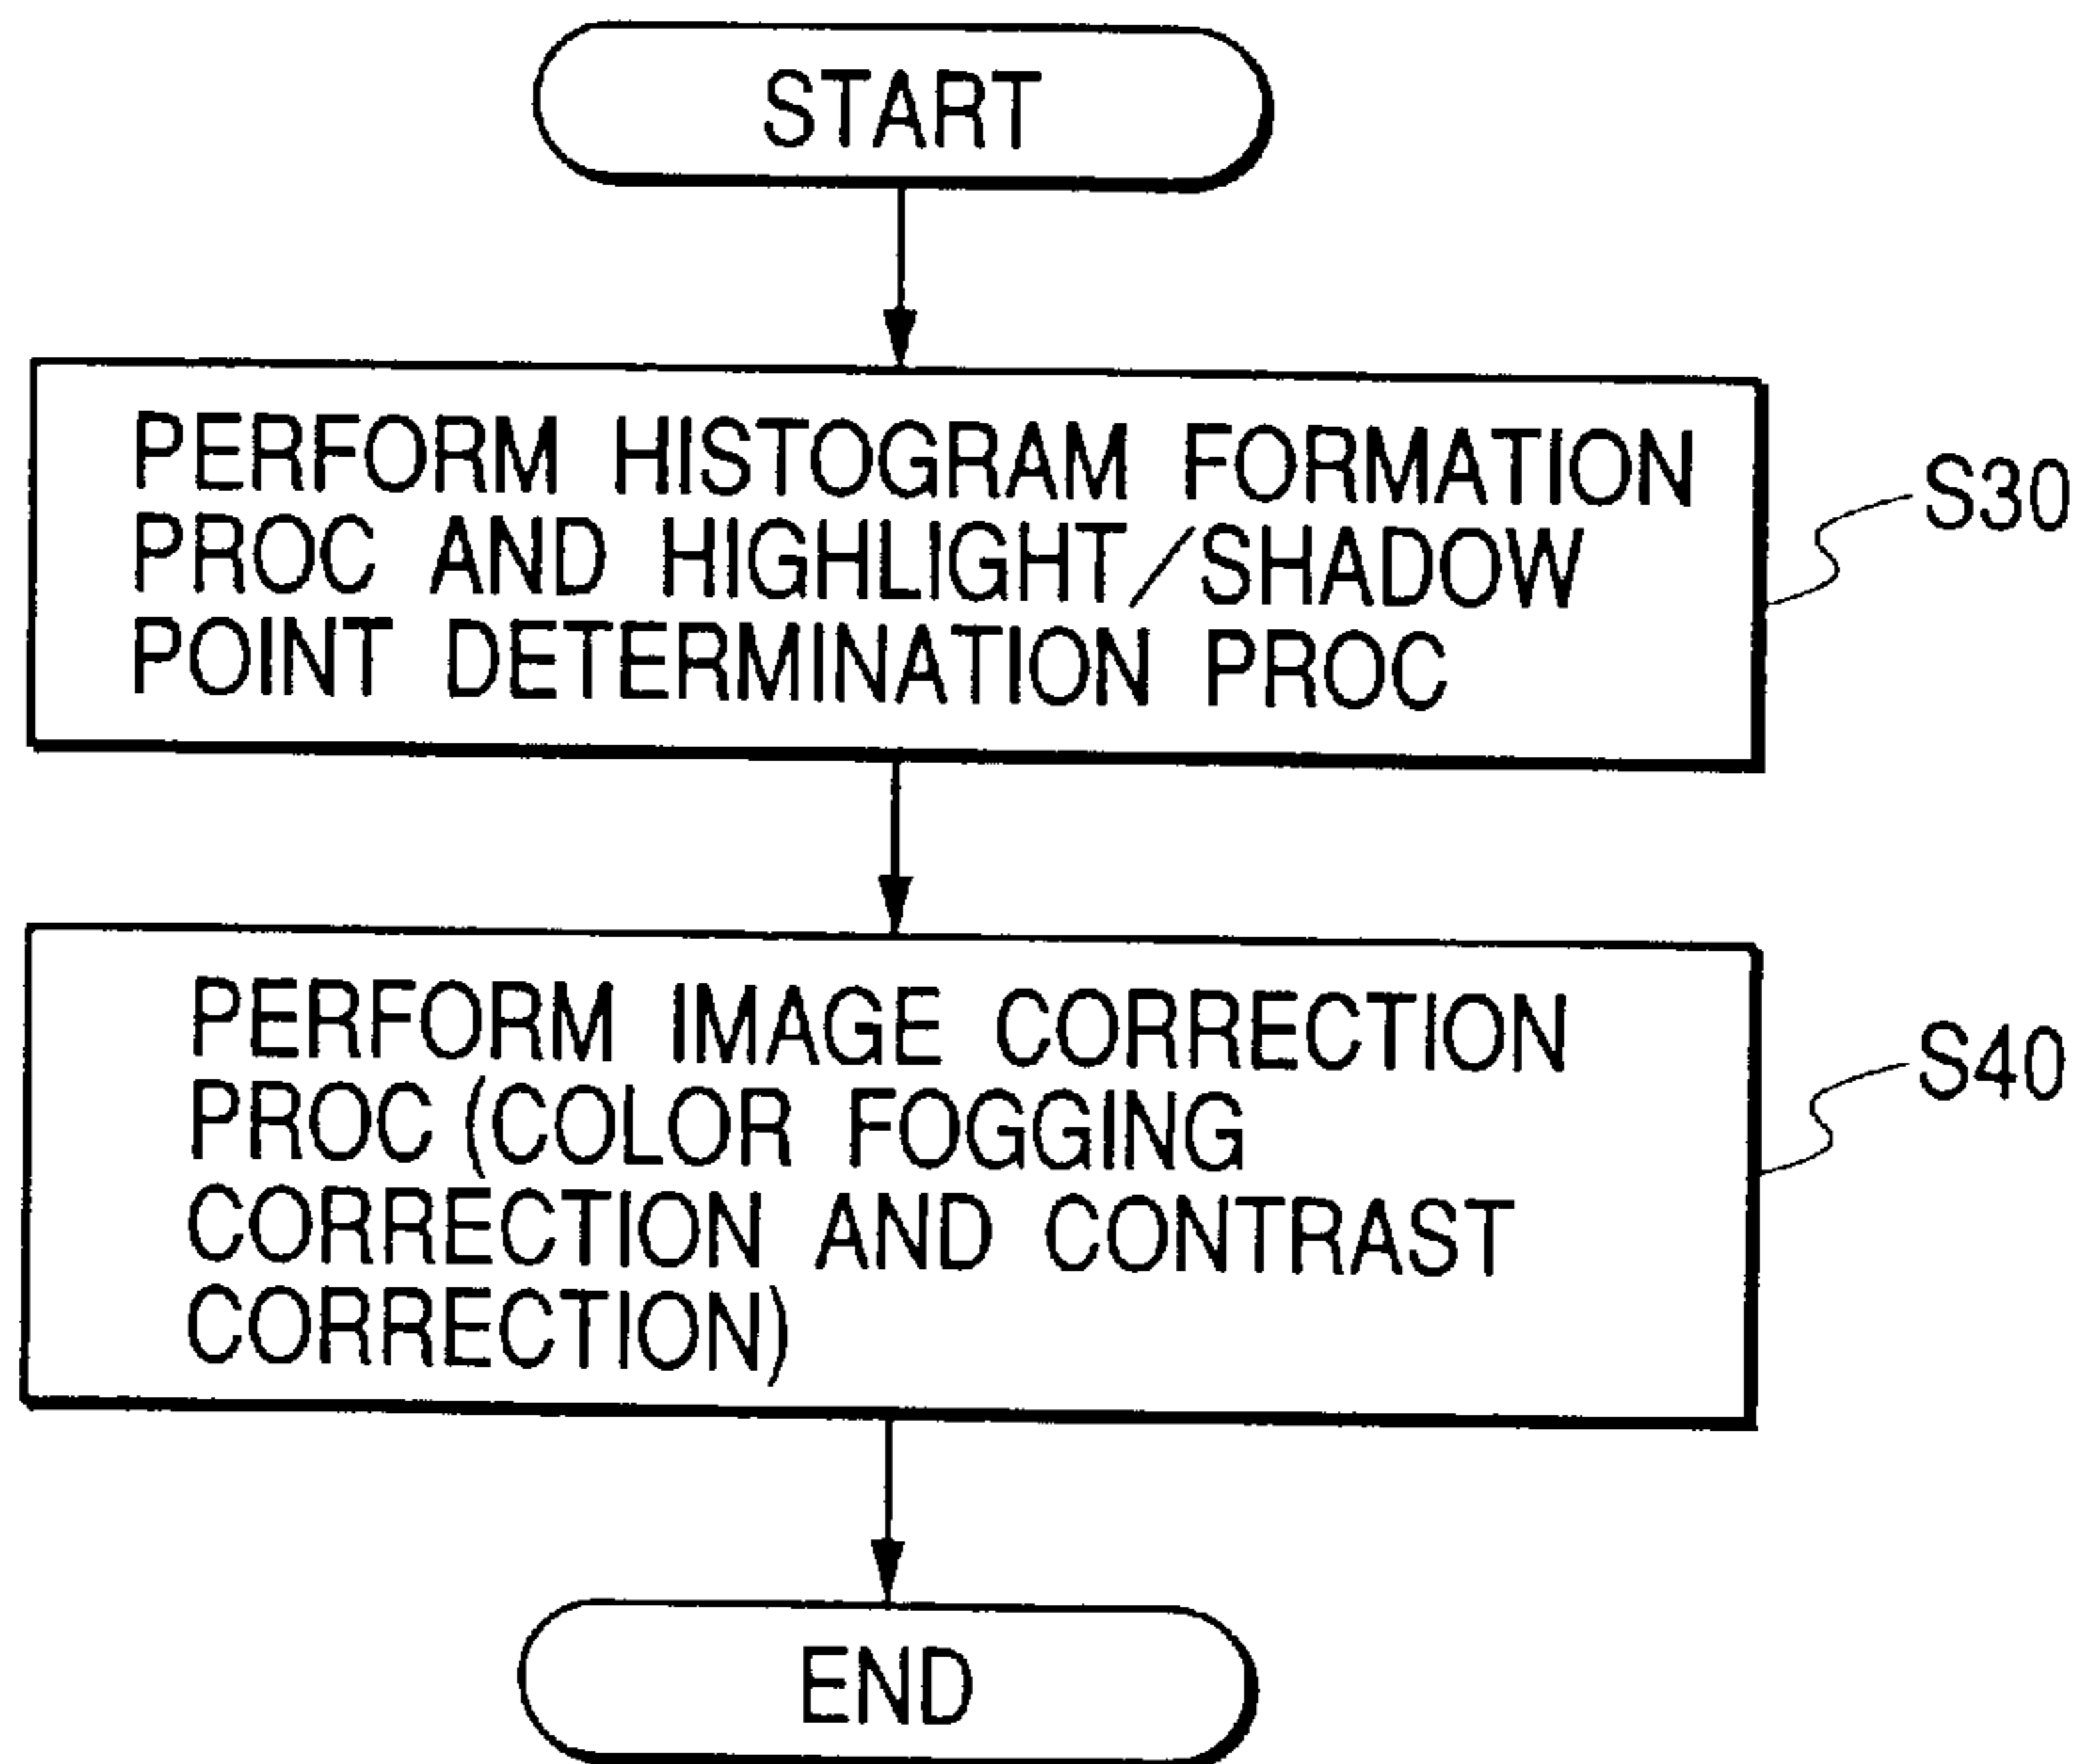 START
PERFORM HISTOGRAM FORMATION
PROC AND HIGHLIGHT/SHADOW
POINT DETERMINATION PROC
S30
PERFORM IMAGE CORRECTION
PROC (COLOR FOGGING
CORRECTION AND CONTRAST
CORRECTION)
S40
END